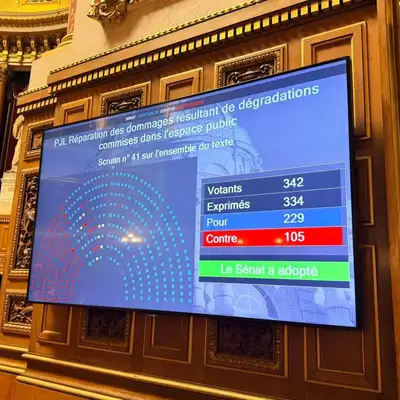 PJL Réparation des dommages résultant de dégradations
commises dans l'espace public
Scrutin n° 41 sur l'ensemble du texte
Votants 342
Exprimés 334
Pour 229
Contre 105
Le Sénat a adopté